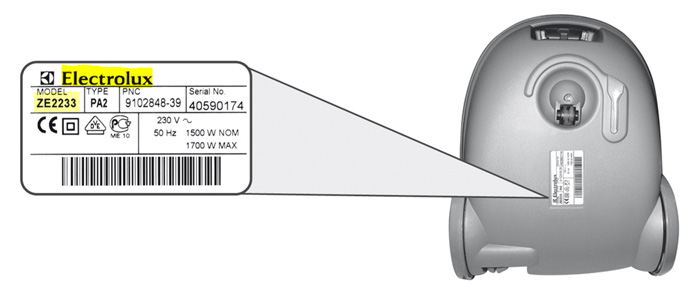 Electrolux
MODEL TYPE PNC Serial No.
ZE2233 PA2 9102848-39 40590174
230 V ~
50 Hz 1500 W NOM
1700 W MAX
CE ME 10